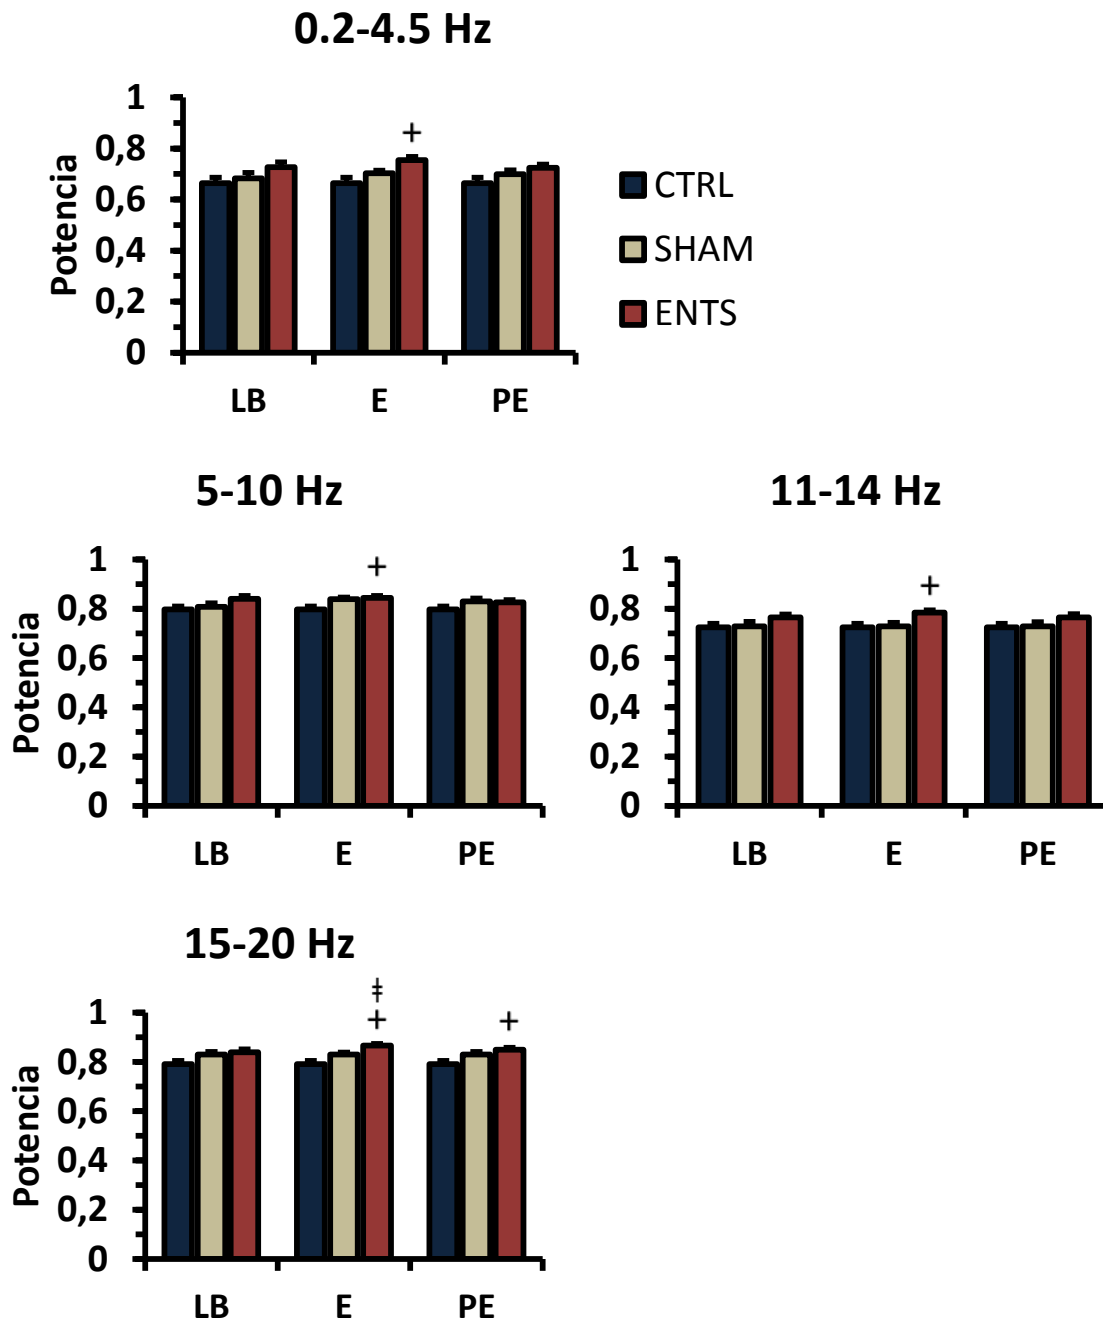 0.2-4.5 Hz
Potencia
1
0,8
0,6
0,4
0,2
0
+
LB E PE
CTRL
SHAM
ENTS
5-10 Hz
Potencia
1
0,8
0,6
0,4
0,2
0
+
LB E PE
11-14 Hz
1
0,8
0,6
0,4
0,2
0
+
LB E PE
15-20 Hz
Potencia
1
0,8
0,6
0,4
0,2
0
‡
+ +
LB E PE